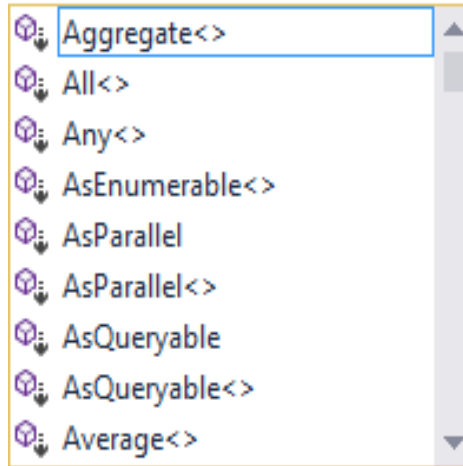 Aggregate<>
All<>
Any<>
AsEnumerable<>
AsParallel
AsParallel<>
AsQueryable
AsQueryable<>
Average<>